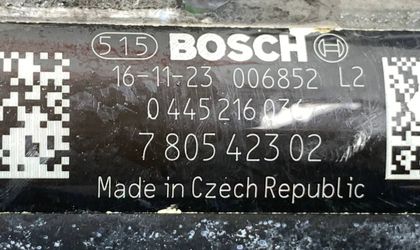 515 BOSCH
16-11-23 006852 L2
0 445 216 036
7 805 423 02
Made in Czech Republic